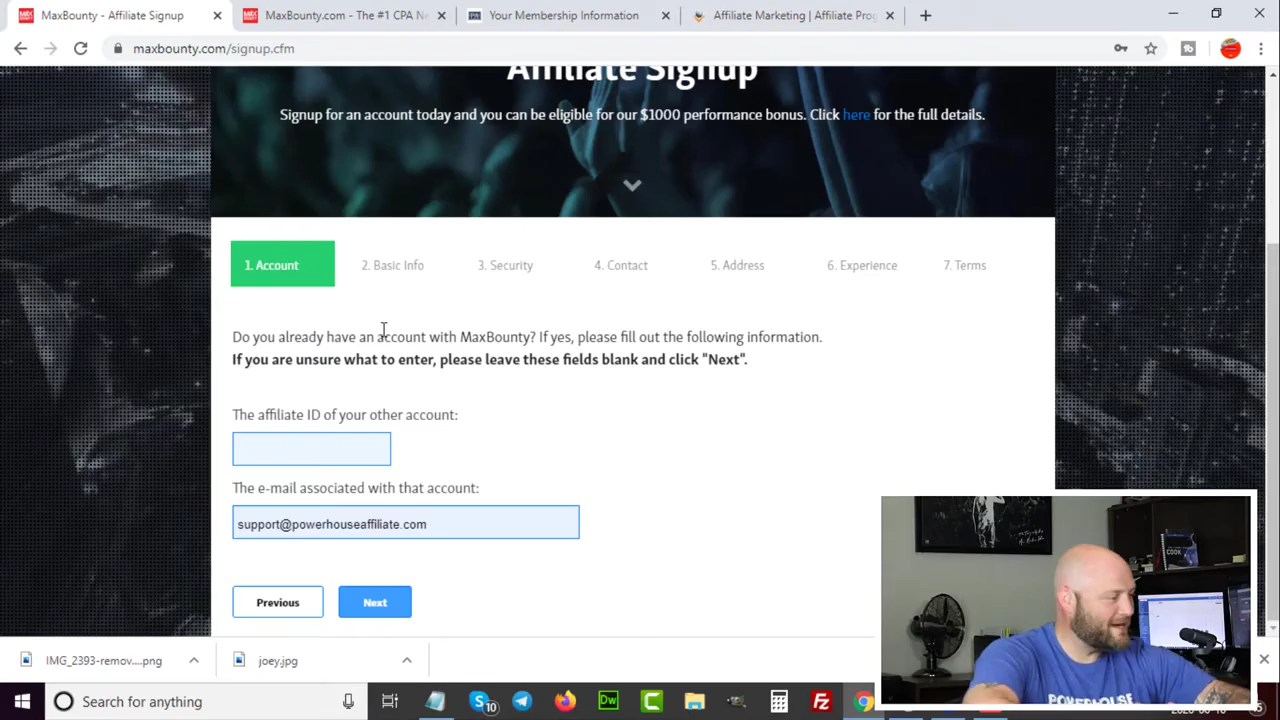 MaxBounty - Affiliate Signup
MaxBounty.com - The #1 CPA Ne
Your Membership Information
Affiliate Marketing | Affiliate Prog
maxbounty.com/signup.cfm
Affiliate Signup
Signup for an account today and you can be eligible for our $1000 performance bonus. Click here for the full details.
1. Account
2. Basic Info
3. Security
4. Contact
5. Address
6. Experience
7. Terms
Do you already have an account with MaxBounty? If yes, please fill out the following information.
If you are unsure what to enter, please leave these fields blank and click "Next".
The affiliate ID of your other account:
The e-mail associated with that account:
support@powerhouseaffiliate.com
Previous
Next
COOK
POWERHOUSE
IMG_2393-remov....png
joey.jpg
Search for anything
10
Dw